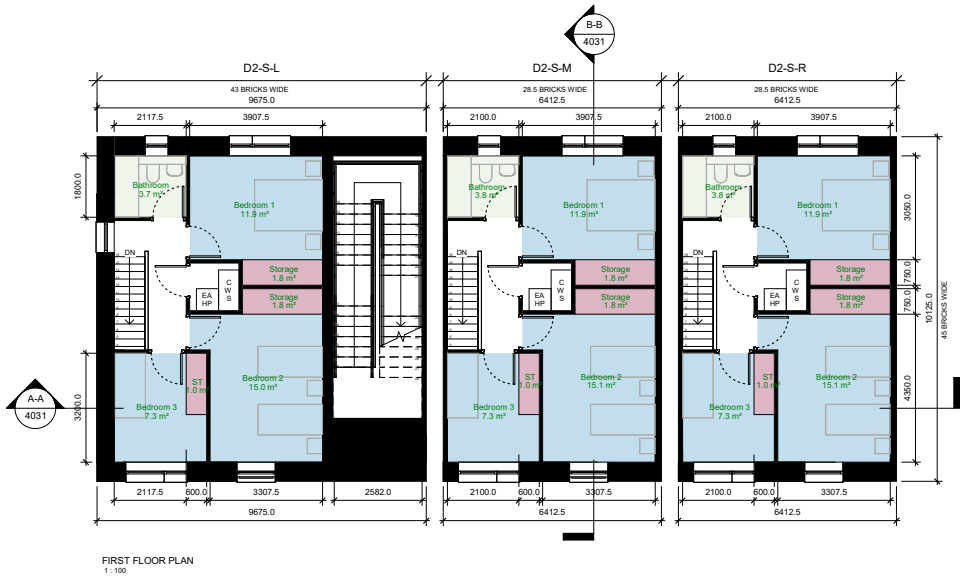 B-B
4031
D2-S-L
D2-S-M
D2-S-R
43 BRICKS WIDE
28.5 BRICKS WIDE
28.5 BRICKS WIDE
9675.0
6412.5
6412.5
2117.5
3907.5
2100.0
3907.5
2100.0
3907.5
1800.0
Bathroom
3.7 m²
Bedroom 1
11.9 m²
Bathroom
3.8 m²
Bedroom 1
11.9 m²
Bathroom
3.8 m²
Bedroom 1
11.9 m²
3050.0
DN
DN
DN
Storage
1.8 m²
Storage
1.8 m²
Storage
1.8 m²
750.0
C
W
S
C
W
S
C
W
S
EA
HP
EA
HP
EA
HP
Storage
1.8 m²
Storage
1.8 m²
Storage
1.8 m²
750.0
10125.0
45 BRICKS WIDE
A-A
4031
3200.0
ST
1.0 m²
Bedroom 2
15.0 m²
Bedroom 3
7.3 m²
ST
1.0 m²
Bedroom 2
15.1 m²
Bedroom 3
7.3 m²
ST
1.0 m²
Bedroom 2
15.1 m²
Bedroom 3
7.3 m²
4350.0
2117.5
600.0
3307.5
2582.0
2100.0
600.0
3307.5
2100.0
600.0
3307.5
9675.0
6412.5
6412.5
FIRST FLOOR PLAN
1 : 100